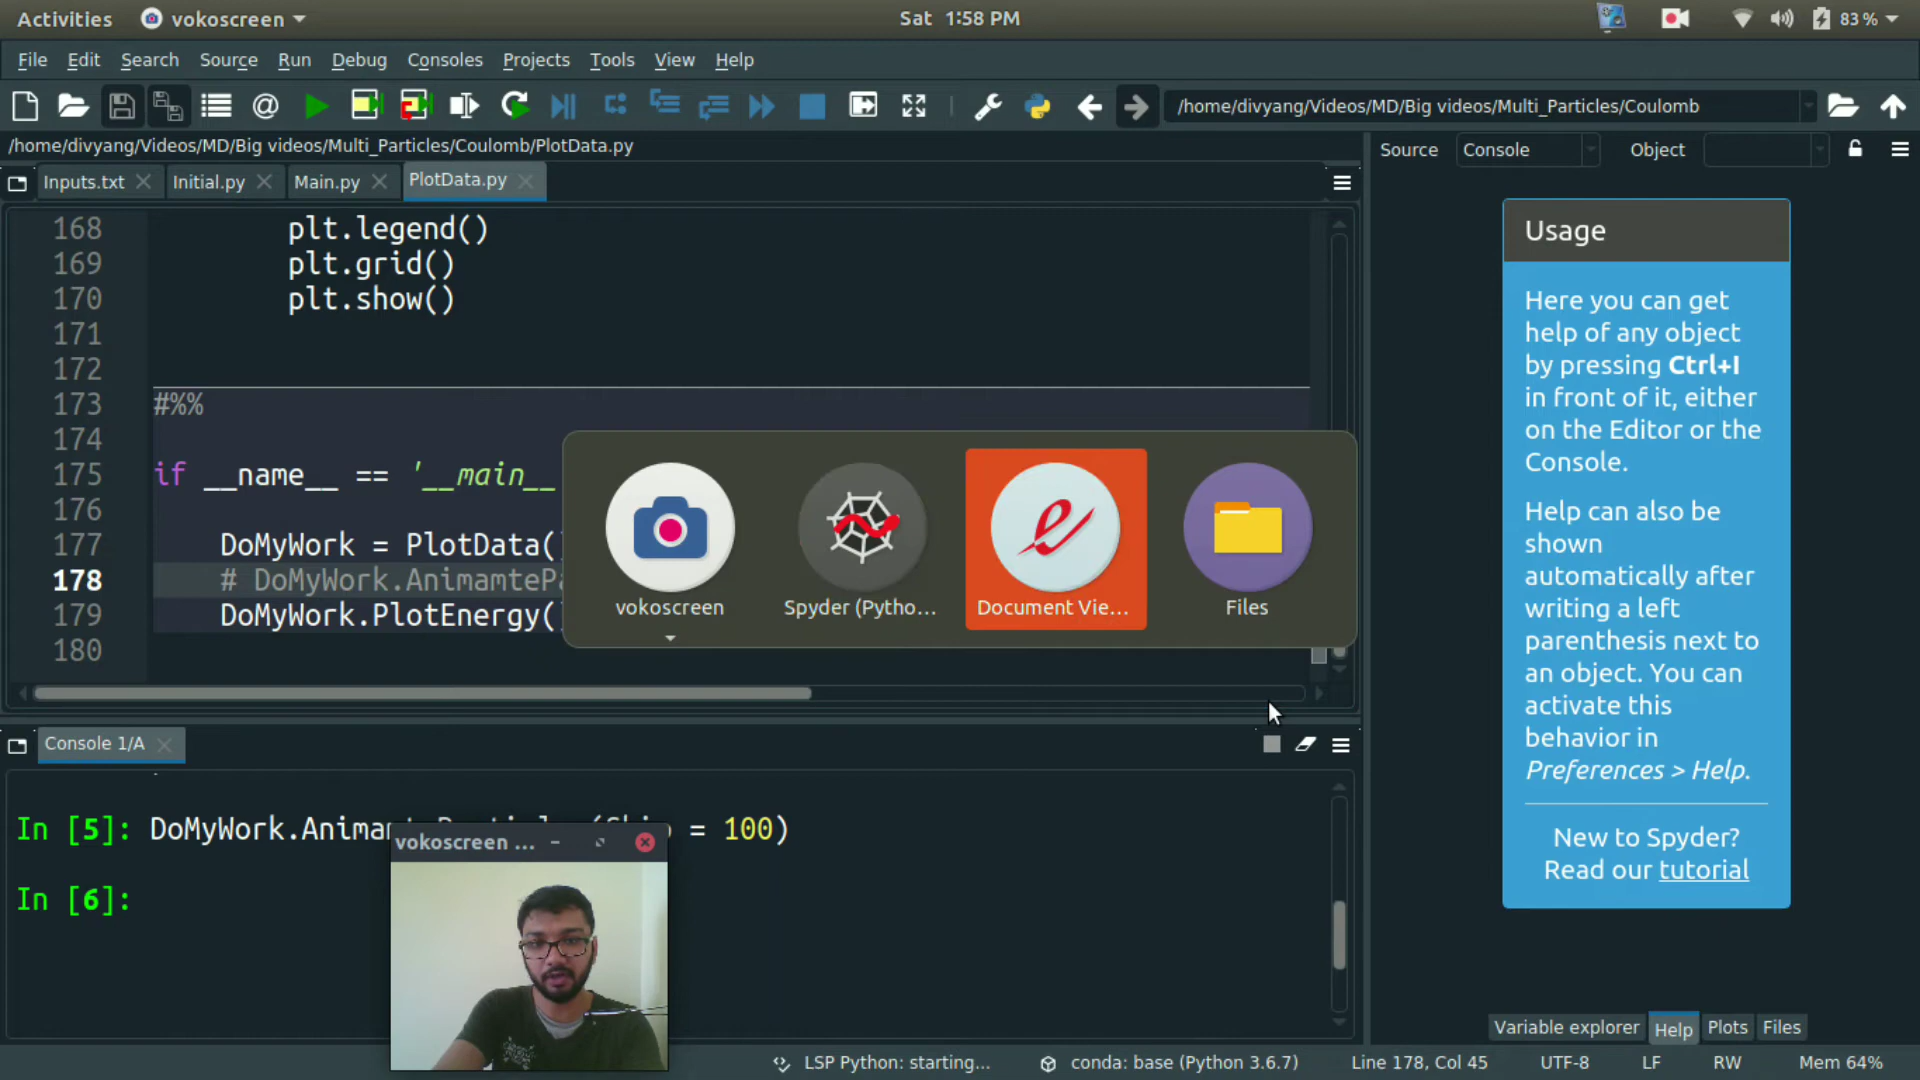 Activities vokoscreen Sat 1:58 PM 83 %
File Edit Search Source Run Debug Consoles Projects Tools View Help
/home/divyang/Videos/MD/Big videos/Multi_Particles/Coulomb
/home/divyang/Videos/MD/Big videos/Multi_Particles/Coulomb/PlotData.py
Source Console Object
Inputs.txt Initial.py Main.py PlotData.py
168 plt.legend()
169 plt.grid()
170 plt.show()
171
172
173 #%%
174
175 if __name__ == '__main__
176
177 DoMyWork = PlotData(
178 # DoMyWork.AnimamteP
179 DoMyWork.PlotEnergy(
180
vokoscreen
Spyder (Pytho...
Document Vie...
Files
Usage
Here you can get
help of any object
by pressing Ctrl+I
in front of it, either
on the Editor or the
Console.
Help can also be
shown
automatically after
writing a left
parenthesis next to
an object. You can
activate this
behavior in
Preferences > Help.
New to Spyder?
Read our tutorial
Console 1/A
In [5]: DoMyWork.Animam = 100)
vokoscreen ...
In [6]:
Variable explorer Help Plots Files
LSP Python: starting... conda: base (Python 3.6.7) Line 178, Col 45 UTF-8 LF RW Mem 64%